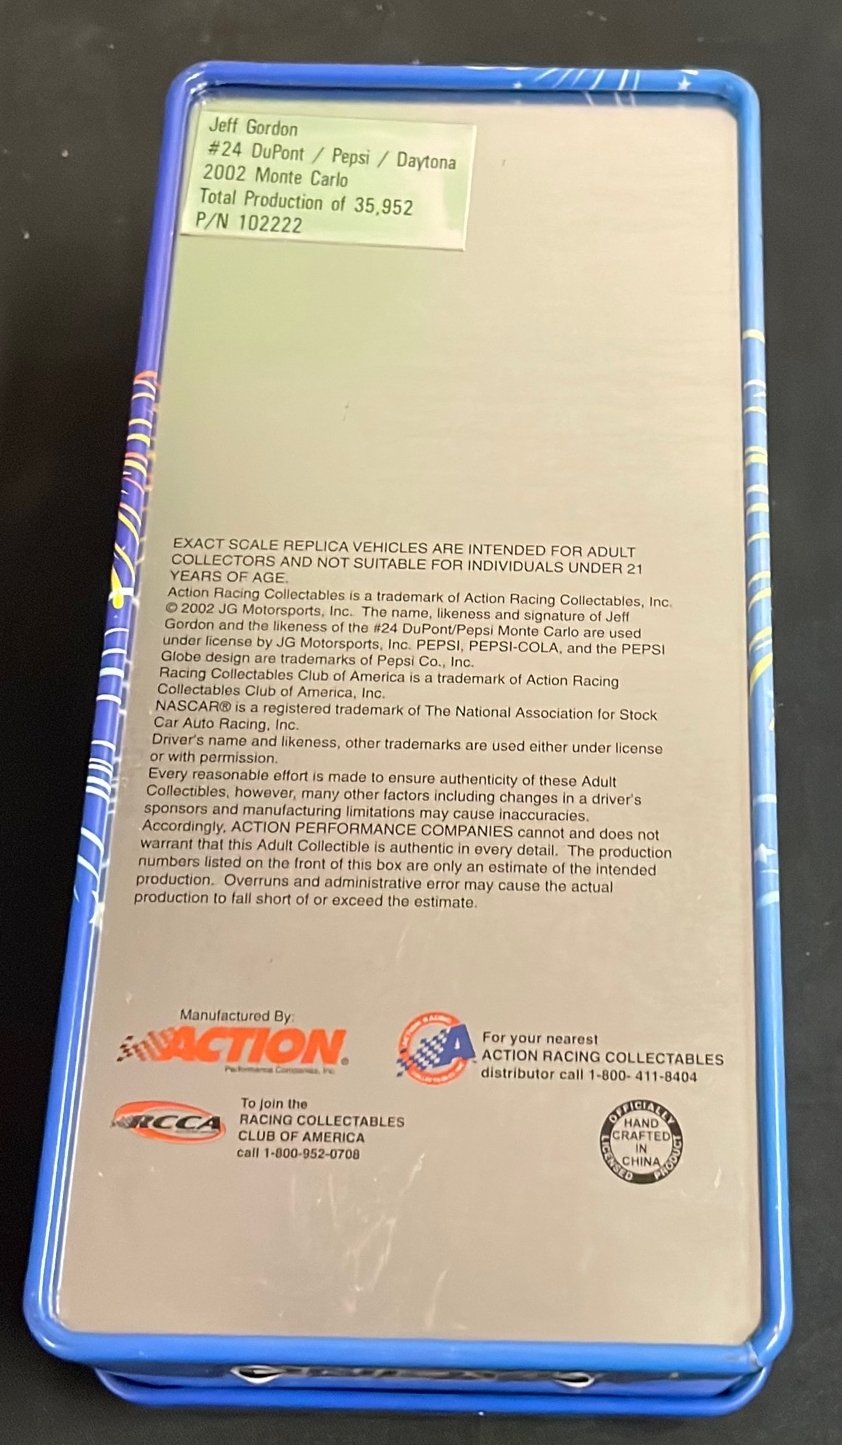 Jeff Gordon
#24 DuPont / Pepsi / Daytona
2002 Monte Carlo
Total Production of 35,952
P/N 102222
EXACT SCALE REPLICA VEHICLES ARE INTENDED FOR ADULT
COLLECTORS AND NOT SUITABLE FOR INDIVIDUALS UNDER 21
YEARS OF AGE.
Action Racing Collectables is a trademark of Action Racing Collectables, Inc.
© 2002 JG Motorsports, Inc. The name, likeness and signature of Jeff
Gordon and the likeness of the #24 DuPont/Pepsi Monte Carlo are used
under license by JG Motorsports, Inc. PEPSI, PEPSI-COLA, and the PEPSI
Globe design are trademarks of Pepsi Co., Inc.
Racing Collectables Club of America is a trademark of Action Racing
Collectables Club of America, Inc.
NASCAR® is a registered trademark of The National Association for Stock
Car Auto Racing, Inc.
Driver's name and likeness, other trademarks are used either under license
or with permission.
Every reasonable effort is made to ensure authenticity of these Adult
Collectibles, however, many other factors including changes in a driver's
sponsors and manufacturing limitations may cause inaccuracies.
Accordingly, ACTION PERFORMANCE COMPANIES cannot and does not
warrant that this Adult Collectible is authentic in every detail. The production
numbers listed on the front of this box are only an estimate of the intended
production. Overruns and administrative error may cause the actual
production to fall short of or exceed the estimate.
Manufactured By:
ACTION®
Performance Companies, Inc.
A
For your nearest
ACTION RACING COLLECTABLES
distributor call 1-800- 411-8404
RCCA
To join the
RACING COLLECTABLES
CLUB OF AMERICA
call 1-800-952-0708
OFFICIALLY LICENSED PRODUCT
HAND
CRAFTED
IN
CHINA